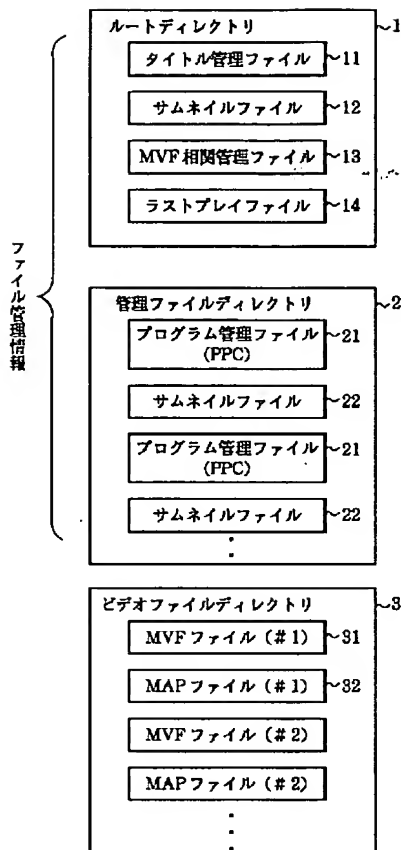 ルートディレクトリ
~1
タイトル管理ファイル
~11
サムネイルファイル
~12
MVF相関管理ファイル
~13
ラストプレイファイル
~14
ファイル管理情報
管理ファイルディレクトリ
~2
プログラム管理ファイル
(PPC)
~21
サムネイルファイル
~22
プログラム管理ファイル
(PPC)
~21
サムネイルファイル
~22
ビデオファイルディレクトリ
~3
MVFファイル(#1)
~31
MAPファイル(#1)
~32
MVFファイル(#2)
MAPファイル(#2)